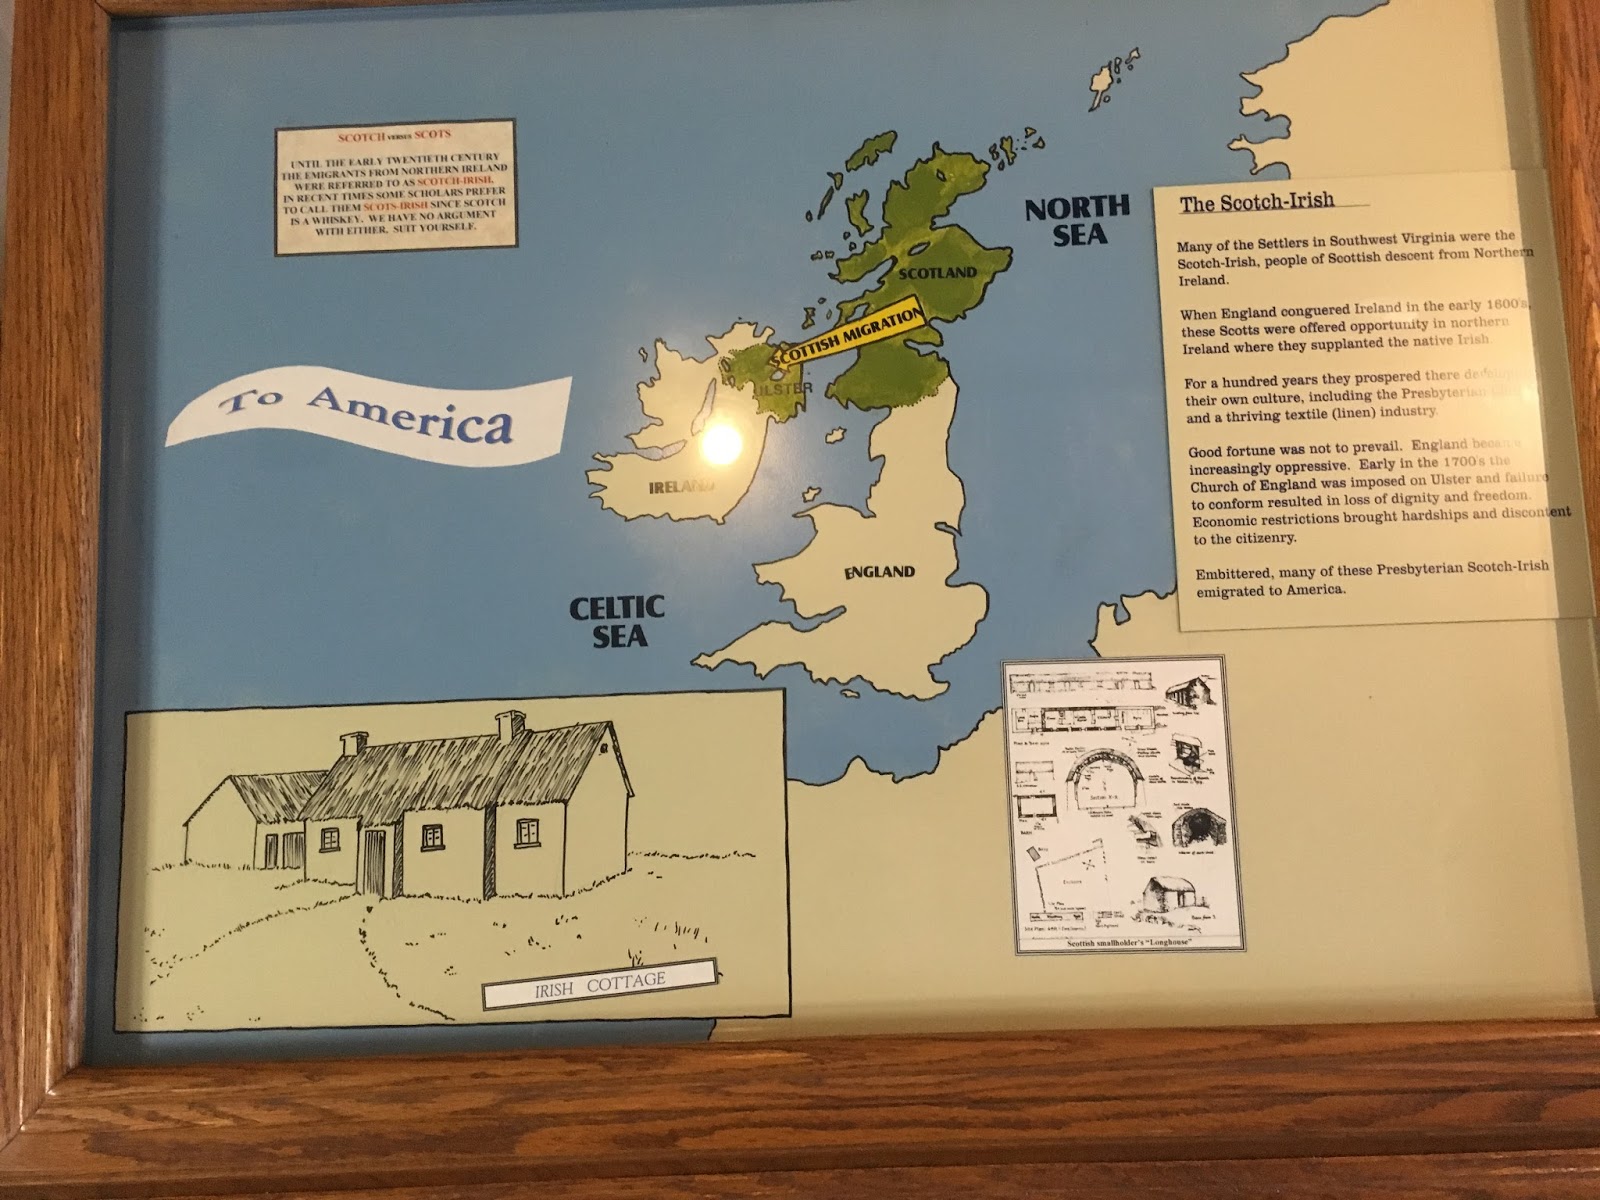 SCOTCH VERSUS SCOTS
UNTIL THE EARLY TWENTIETH CENTURY
THE EMIGRANTS FROM NORTHERN IRELAND
WERE REFERRED TO AS SCOTCH-IRISH.
IN RECENT TIMES SOME SCHOLARS PREFER
TO CALL THEM SCOTS-IRISH SINCE SCOTCH
IS A WHISKEY. WE HAVE NO ARGUMENT
WITH EITHER. SUIT YOURSELF.
To America
NORTH
SEA
SCOTLAND
SCOTTISH MIGRATION
ULSTER
IRELAND
ENGLAND
CELTIC
SEA
The Scotch-Irish
Many of the Settlers in Southwest Virginia were the
Scotch-Irish, people of Scottish descent from Northern
Ireland.
When England conguered Ireland in the early 1600's,
these Scotts were offered opportunity in northern
Ireland where they supplanted the native Irish.
For a hundred years they prospered there
their own culture, including the Presbyterian
and a thriving textile (linen) industry.
Good fortune was not to prevail. England became
increasingly oppressive. Early in the 1700's the
Church of England was imposed on Ulster and failure
to conform resulted in loss of dignity and freedom.
Economic restrictions brought hardships and discontent
to the citizenry.
Embittered, many of these Presbyterian Scotch-Irish
emigrated to America.
IRISH COTTAGE
Scottish smallholder's "Longhouse"